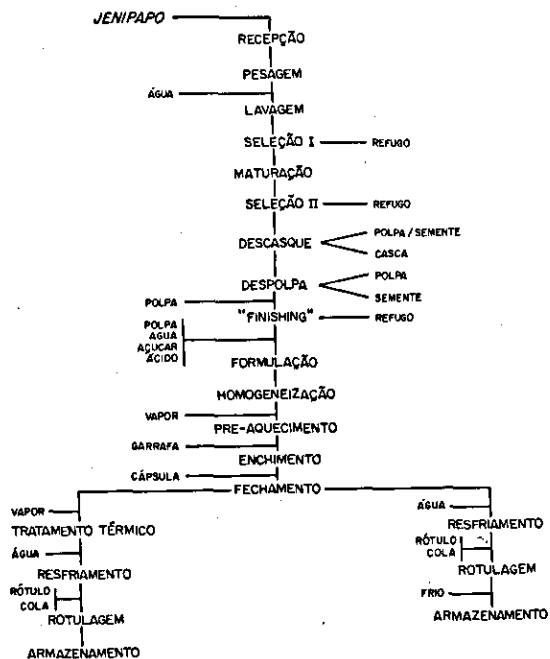 JENIPAPO
RECEPÇÃO
PESAGEM
ÁGUA
LAVAGEM
SELEÇÃO I
REFUGO
MATURAÇÃO
SELEÇÃO II
REFUGO
DESCASQUE
POLPA/SEMENTE
CASCA
DESPOLPA
POLPA
SEMENTE
POLPA
"FINISHING"
REFUGO
POLPA
AGUA
AÇUCAR
ÁCIDO
FORMULAÇÃO
HOMOGENEIZAÇÃO
VAPOR
PRE-AQUECIMENTO
GARRAFA
ENCHIMENTO
CÁPSULA
FECHAMENTO
VAPOR
TRATAMENTO TÉRMICO
ÁGUA
RESFRIAMENTO
RÓTULO
COLA
ROTULAGEM
ARMAZENAMENTO
ÁGUA
RESFRIAMENTO
RÓTULO
COLA
ROTULAGEM
FRIO
ARMAZENAMENTO